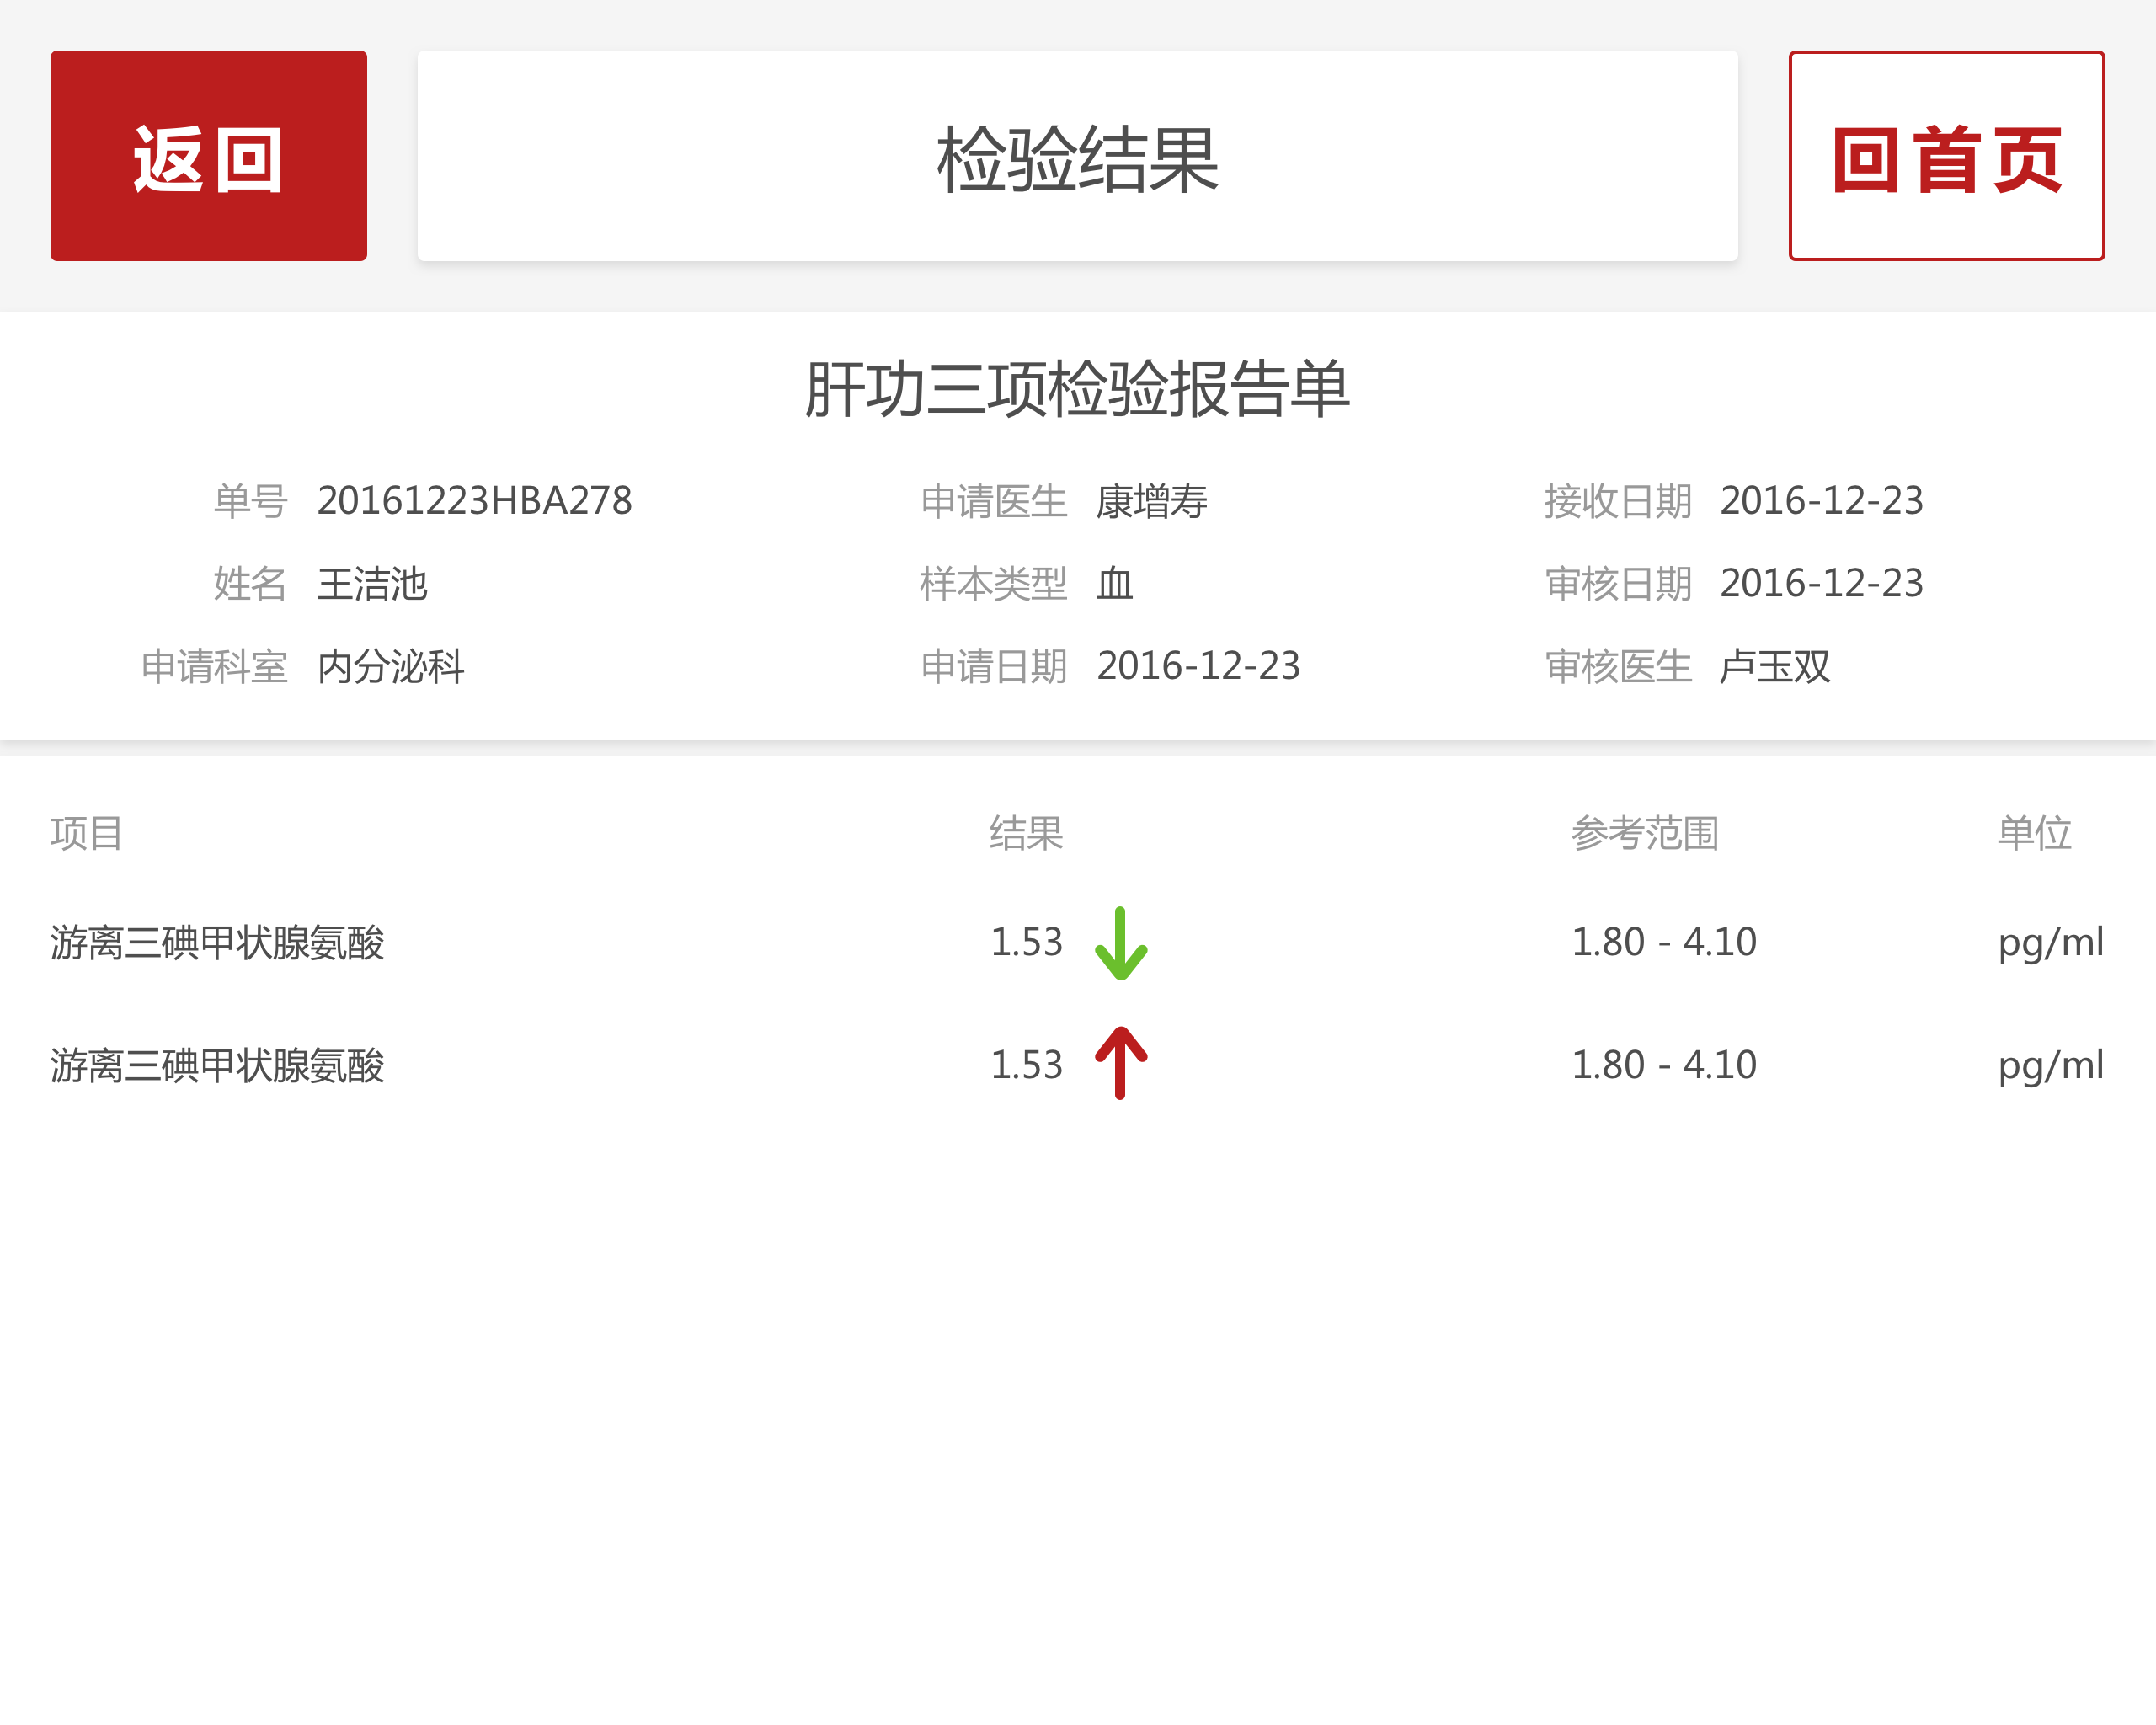 返回 检验结果 回首页
肝功三项检验报告单
单号 20161223HBA278 申请医生 康增寿 接收日期 2016-12-23
姓名 王洁池 样本类型 血 审核日期 2016-12-23
申请科室 内分泌科 申请日期 2016-12-23 审核医生 卢玉双
项目 结果 参考范围 单位
游离三碘甲状腺氨酸 1.53 ↓ 1.80 - 4.10 pg/ml
游离三碘甲状腺氨酸 1.53 ↑ 1.80 - 4.10 pg/ml